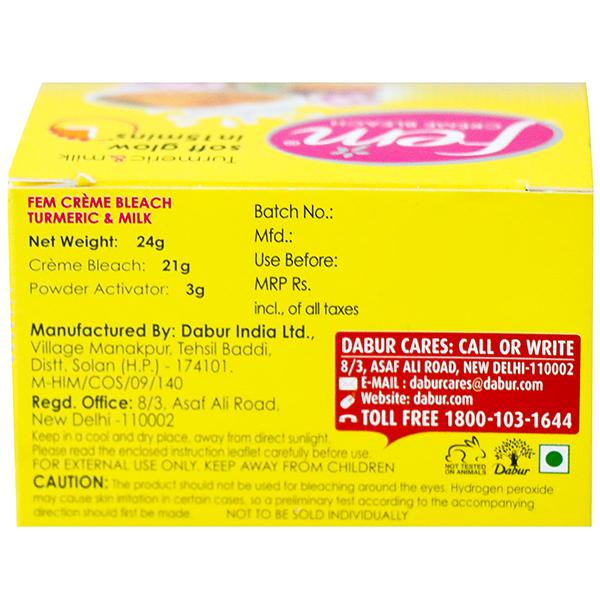 Fem®
CRÈME BLEACH
Turmeric & milk
soft glow
in 15mins
FEM CRÈME BLEACH
TURMERIC & MILK
Net Weight: 24g
Crème Bleach: 21g
Powder Activator: 3g
Batch No.:
Mfd.:
Use Before:
MRP Rs.
incl., of all taxes
Manufactured By: Dabur India Ltd.,
Village Manakpur, Tehsil Baddi,
Distt. Solan (H.P.) - 174101.
M-HIM/COS/09/140
Regd. Office: 8/3, Asaf Ali Road,
New Delhi -110002
DABUR CARES: CALL OR WRITE
8/3, ASAF ALI ROAD, NEW DELHI-110002
E-MAIL : daburcares@dabur.com
Website: dabur.com
TOLL FREE 1800-103-1644
Keep in a cool and dry place, away from direct sunlight.
Please read the enclosed instruction leaflet carefully before use.
FOR EXTERNAL USE ONLY. KEEP AWAY FROM CHILDREN
NOT TESTED
ON ANIMALS
Dabur
CAUTION: The product should not be used for bleaching around the eyes. Hydrogen peroxide
may cause skin irritation in certain cases, so a preliminary test according to the accompanying
direction should first be made. NOT TO BE SOLD INDIVIDUALLY